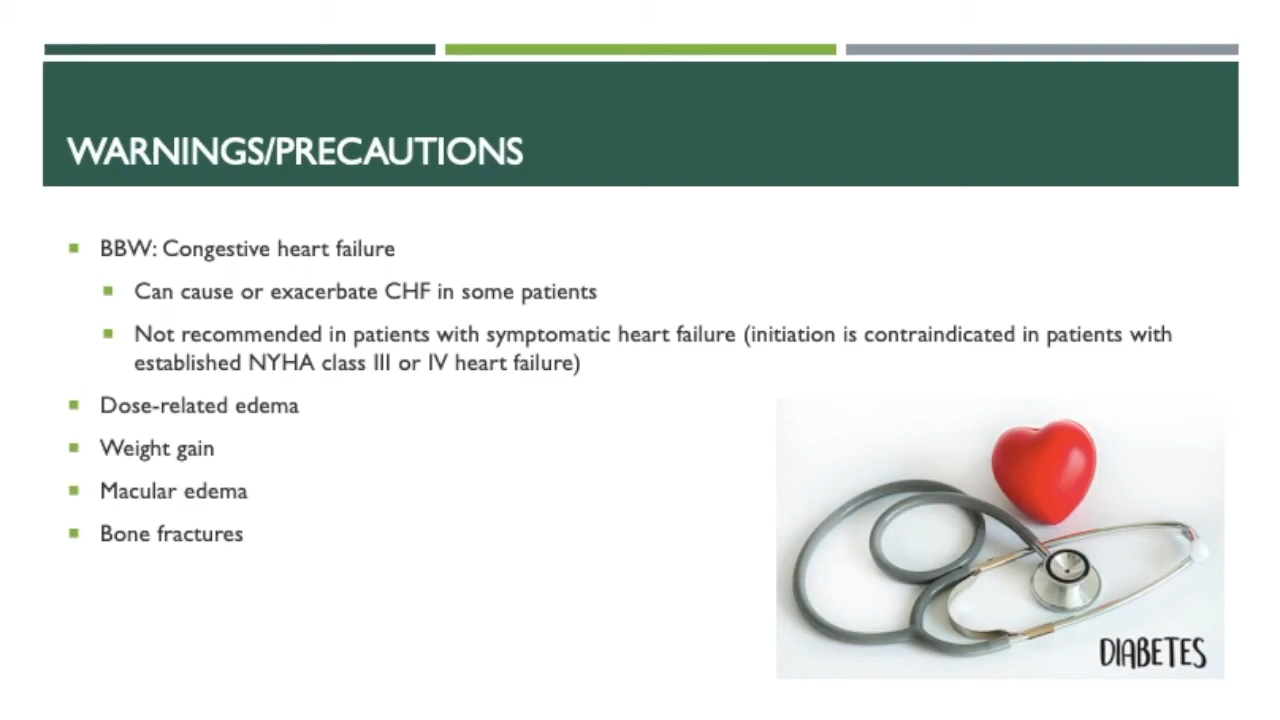 WARNINGS/PRECAUTIONS
BBW: Congestive heart failure
Can cause or exacerbate CHF in some patients
Not recommended in patients with symptomatic heart failure (initiation is contraindicated in patients with
established NYHA class III or IV heart failure)
Dose-related edema
Weight gain
Macular edema
Bone fractures
DIABETES